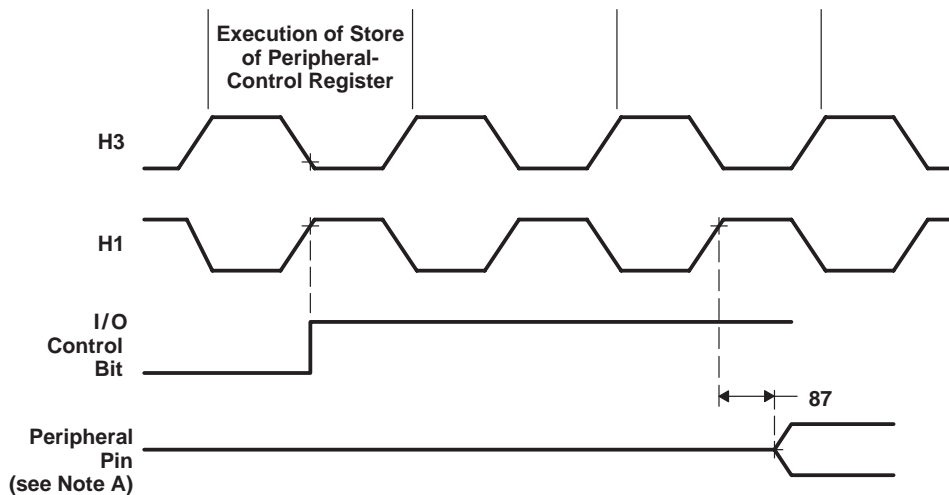 Execution of Store
of Peripheral-
Control Register
H3
H1
I/O
Control
Bit
87
Peripheral
Pin
(see Note A)